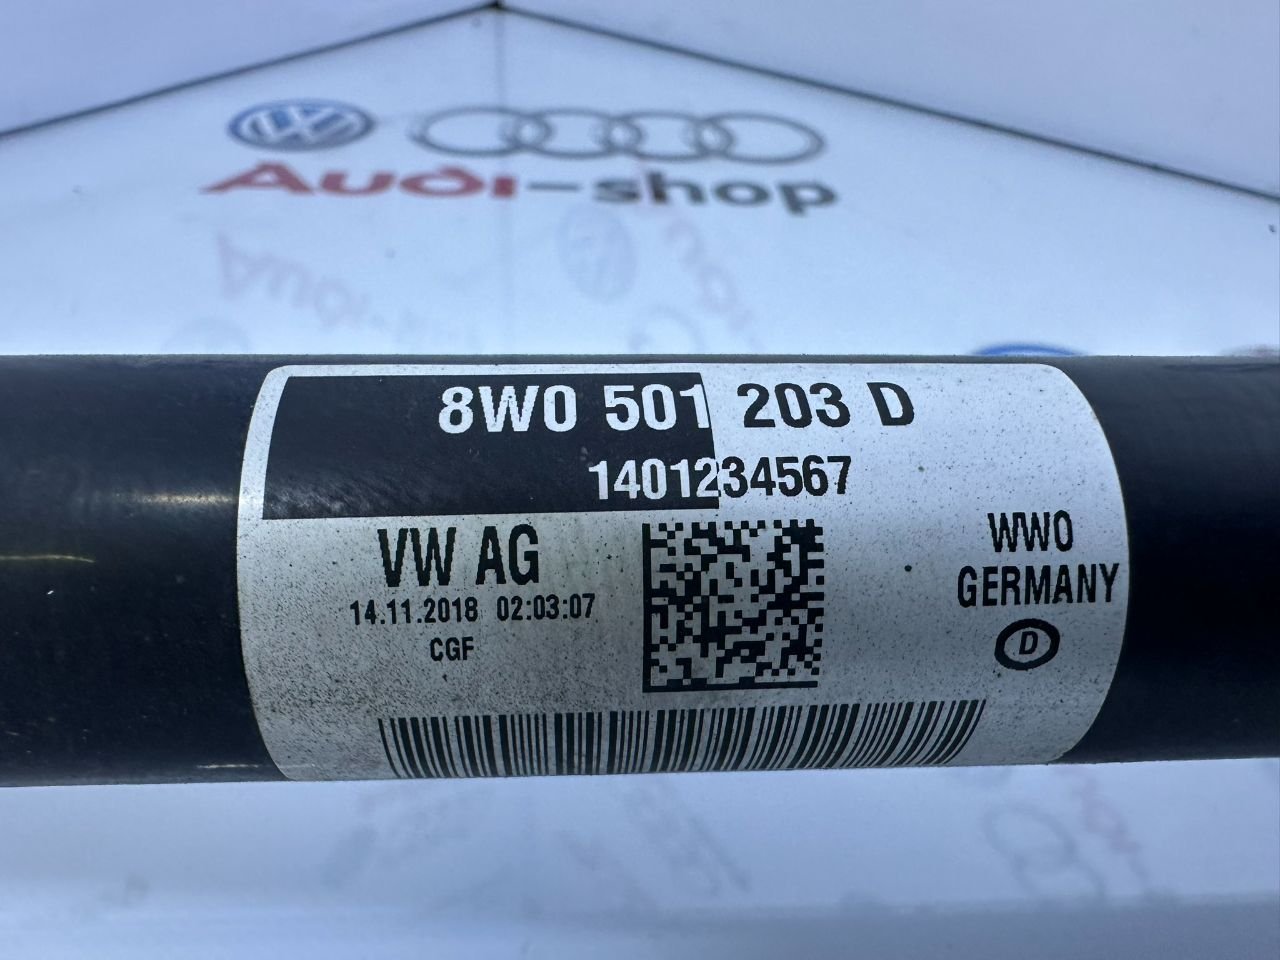 Audi-shop
8W0 501 203 D
1401234567
VW AG
14.11.2018 02:03:07
CGF
WWO
GERMANY
D